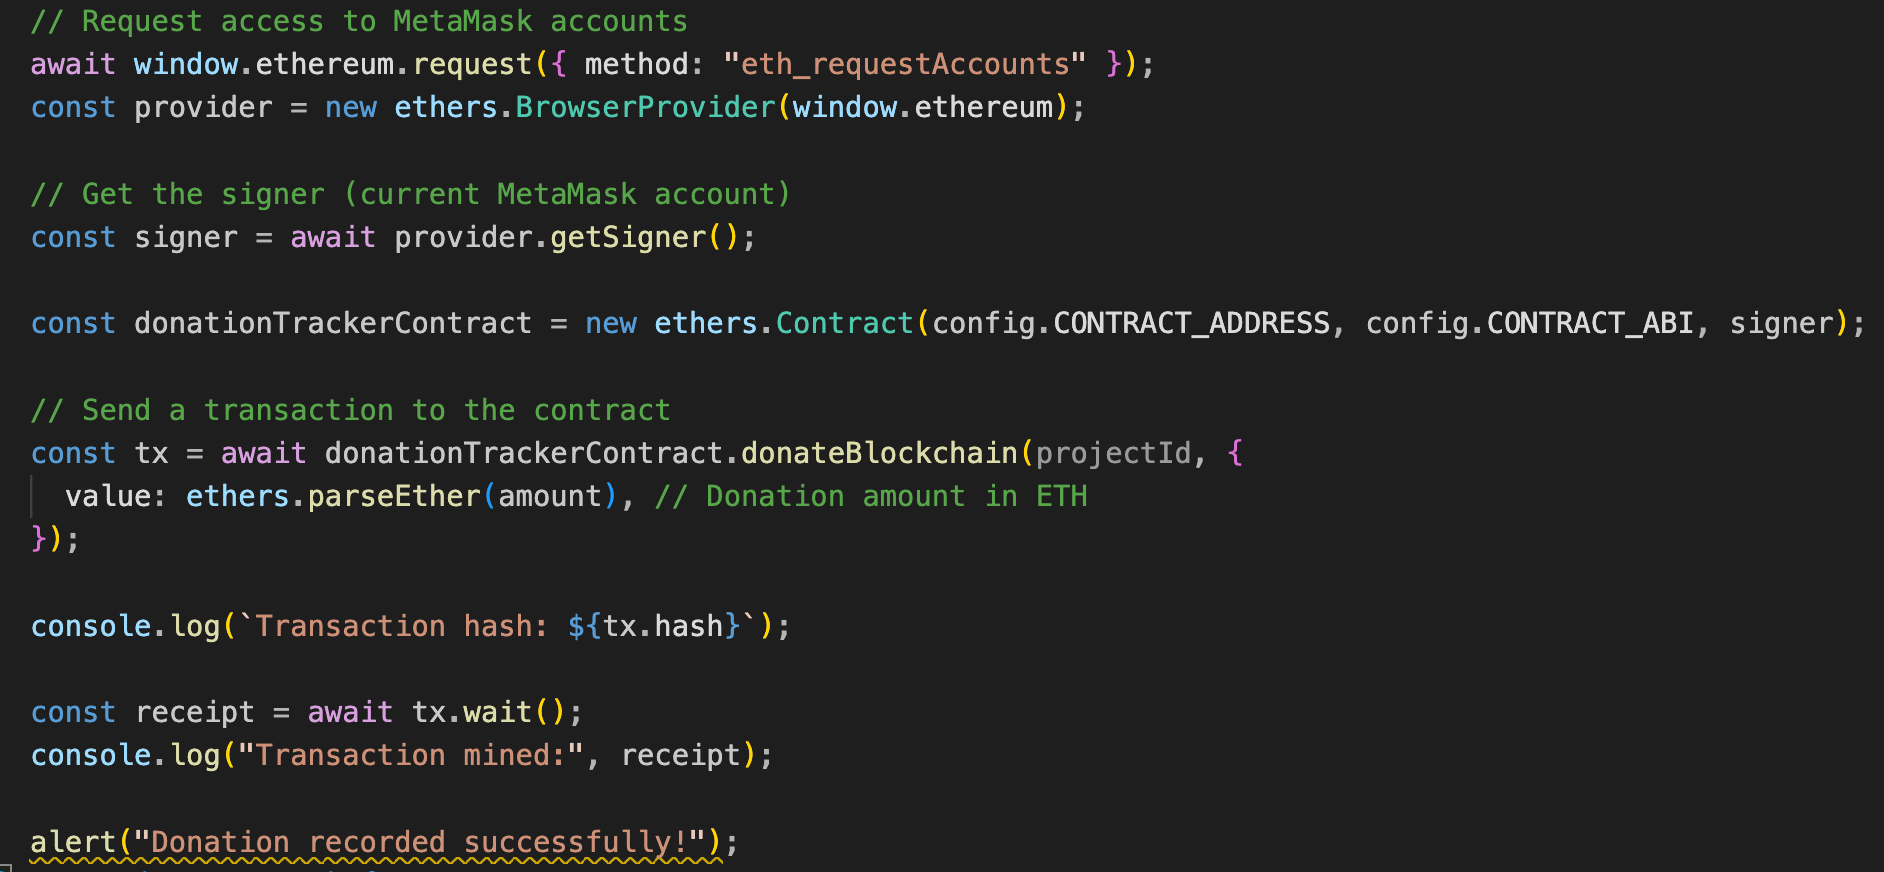 // Request access to MetaMask accounts
await window.ethereum.request({ method: "eth_requestAccounts" });
const provider = new ethers.BrowserProvider(window.ethereum);
// Get the signer (current MetaMask account)
const signer = await provider.getSigner();
const donationTrackerContract = new ethers.Contract(config.CONTRACT_ADDRESS, config.CONTRACT_ABI, signer);
// Send a transaction to the contract
const tx = await donationTrackerContract.donateBlockchain(projectId, {
  value: ethers.parseEther(amount), // Donation amount in ETH
});
console.log(`Transaction hash: ${tx.hash}`);
const receipt = await tx.wait();
console.log("Transaction mined:", receipt);
alert("Donation recorded successfully!");